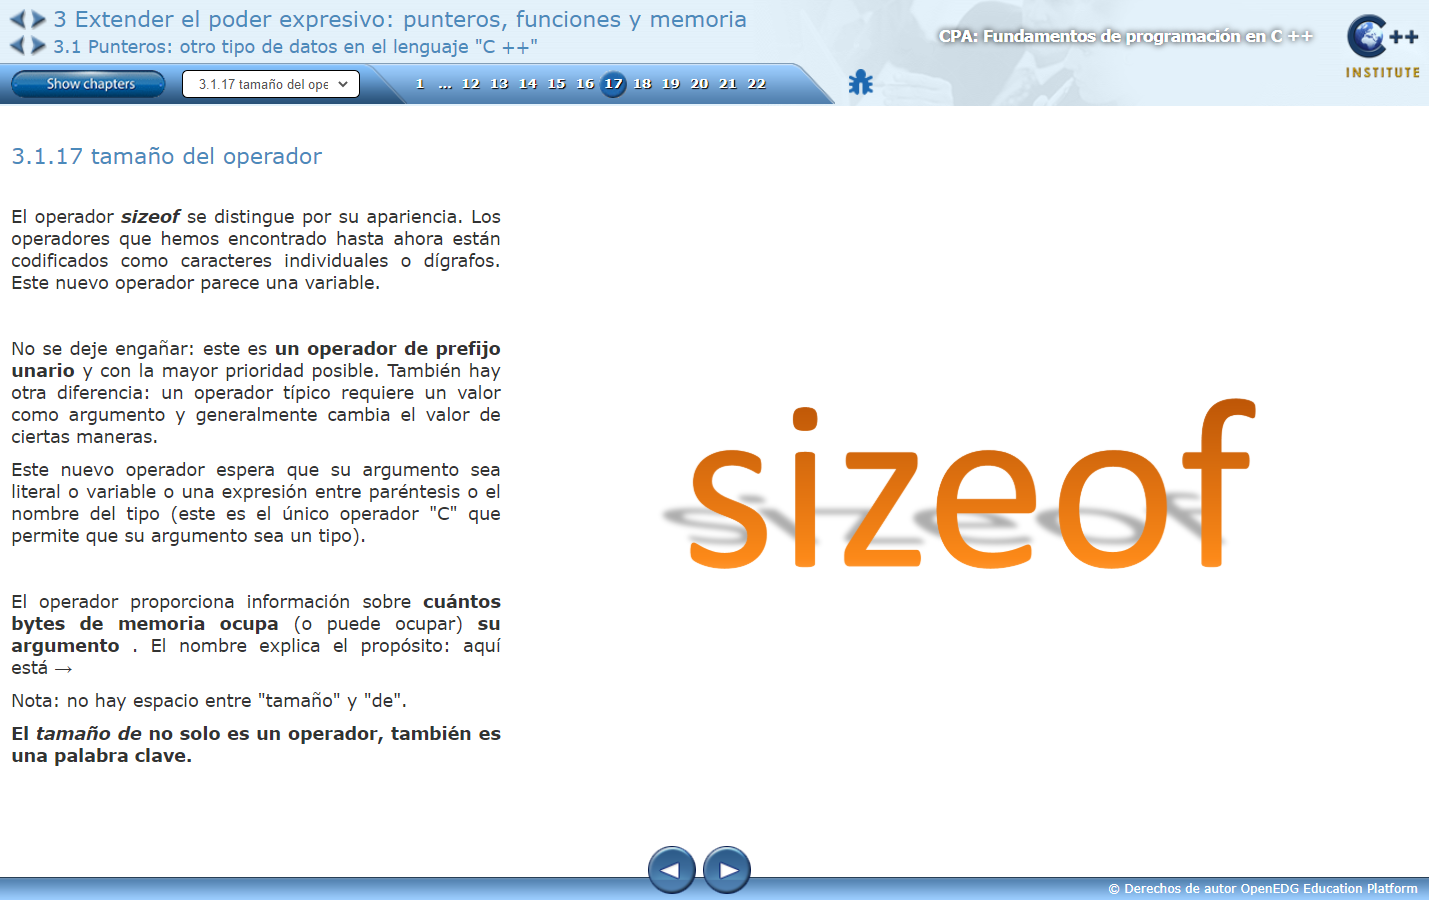 3 Extender el poder expresivo: punteros, funciones y memoria
3.1 Punteros: otro tipo de datos en el lenguaje "C ++"
CPA: Fundamentos de programación en C ++
C++
INSTITUTE
Show chapters
3.1.17 tamaño del ope
1 ... 12 13 14 15 16 17 18 19 20 21 22
3.1.17 tamaño del operador
El operador sizeof se distingue por su apariencia. Los
operadores que hemos encontrado hasta ahora están
codificados como caracteres individuales o dígrafos.
Este nuevo operador parece una variable.
No se deje engañar: este es un operador de prefijo
unario y con la mayor prioridad posible. También hay
otra diferencia: un operador típico requiere un valor
como argumento y generalmente cambia el valor de
ciertas maneras.
Este nuevo operador espera que su argumento sea
literal o variable o una expresión entre paréntesis o el
nombre del tipo (este es el único operador "C" que
permite que su argumento sea un tipo).
El operador proporciona información sobre cuántos
bytes de memoria ocupa (o puede ocupar) su
argumento . El nombre explica el propósito: aquí
está →
Nota: no hay espacio entre "tamaño" y "de".
El tamaño de no solo es un operador, también es
una palabra clave.
sizeof
© Derechos de autor OpenEDG Education Platform